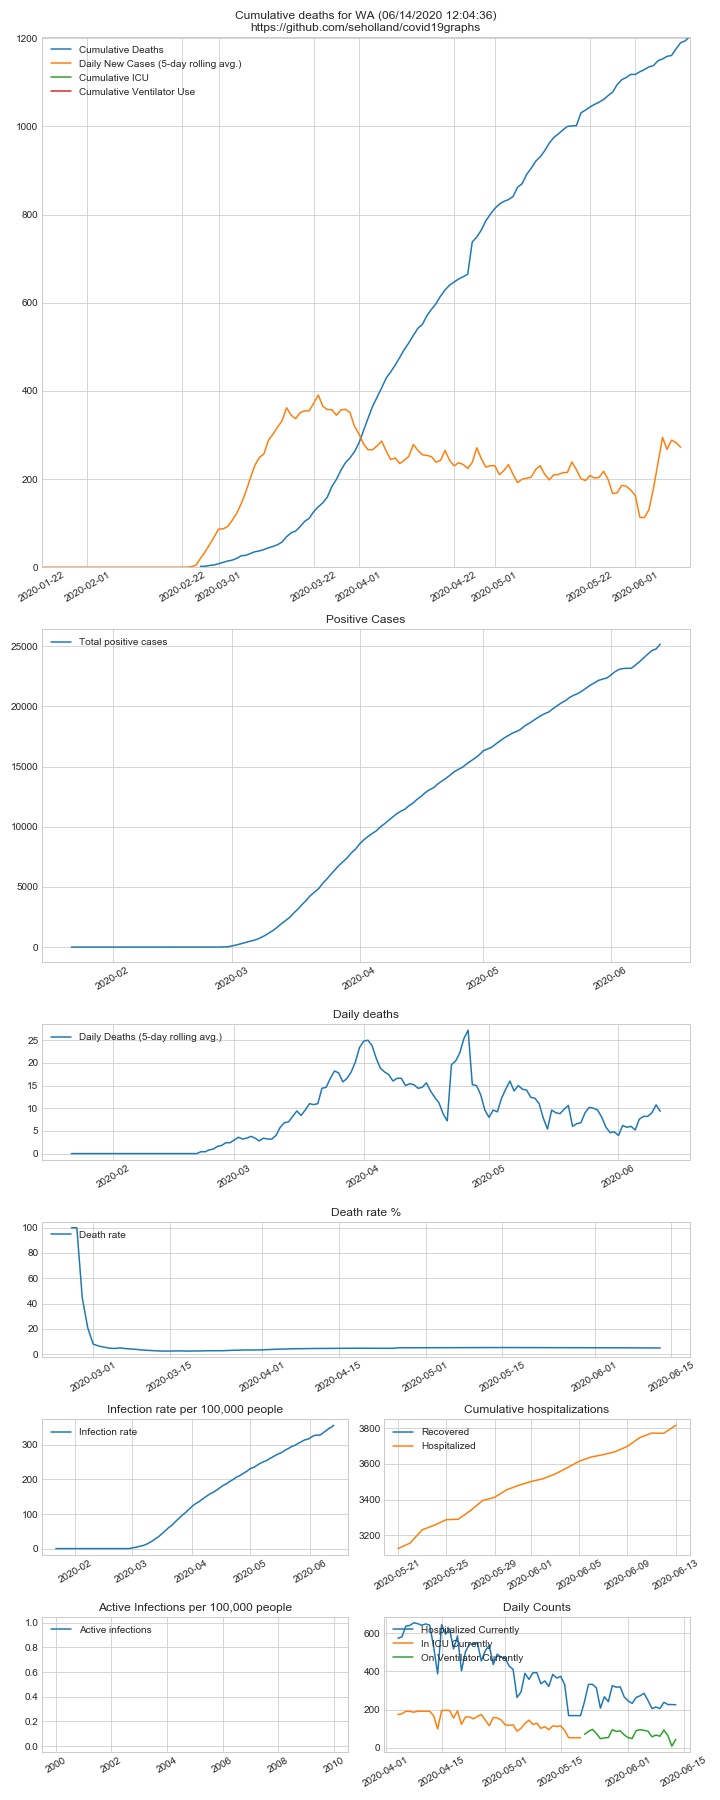 Cumulative deaths for WA (06/14/2020 12:04:36)
https://github.com/seholland/covid19graphs
Cumulative Deaths
Daily New Cases (5-day rolling avg.)
Cumulative ICU
Cumulative Ventilator Use
1200
1000
800
600
400
200
0
2020-01-22 2020-02-01 2020-02-22 2020-03-01 2020-03-22 2020-04-01 2020-04-22 2020-05-01 2020-05-22 2020-06-01
Positive Cases
Total positive cases
25000
20000
15000
10000
5000
0
2020-02 2020-03 2020-04 2020-05 2020-06
Daily deaths
Daily Deaths (5-day rolling avg.)
25
20
15
10
5
0
2020-02 2020-03 2020-04 2020-05 2020-06
Death rate %
Death rate
100
80
60
40
20
0
2020-03-01 2020-03-15 2020-04-01 2020-04-15 2020-05-01 2020-05-15 2020-06-01 2020-06-15
Infection rate per 100,000 people
Infection rate
300
200
100
0
2020-02 2020-03 2020-04 2020-05 2020-06
Cumulative hospitalizations
Recovered
Hospitalized
3800
3600
3400
3200
2020-05-21 2020-05-25 2020-05-29 2020-06-01 2020-06-05 2020-06-09 2020-06-13
Active Infections per 100,000 people
Active infections
1.0
0.8
0.6
0.4
0.2
0.0
2000 2002 2004 2006 2008 2010
Daily Counts
Hospitalized Currently
In ICU Currently
On Ventilator Currently
600
400
200
0
2020-04-01 2020-04-15 2020-05-01 2020-05-15 2020-06-01 2020-06-15